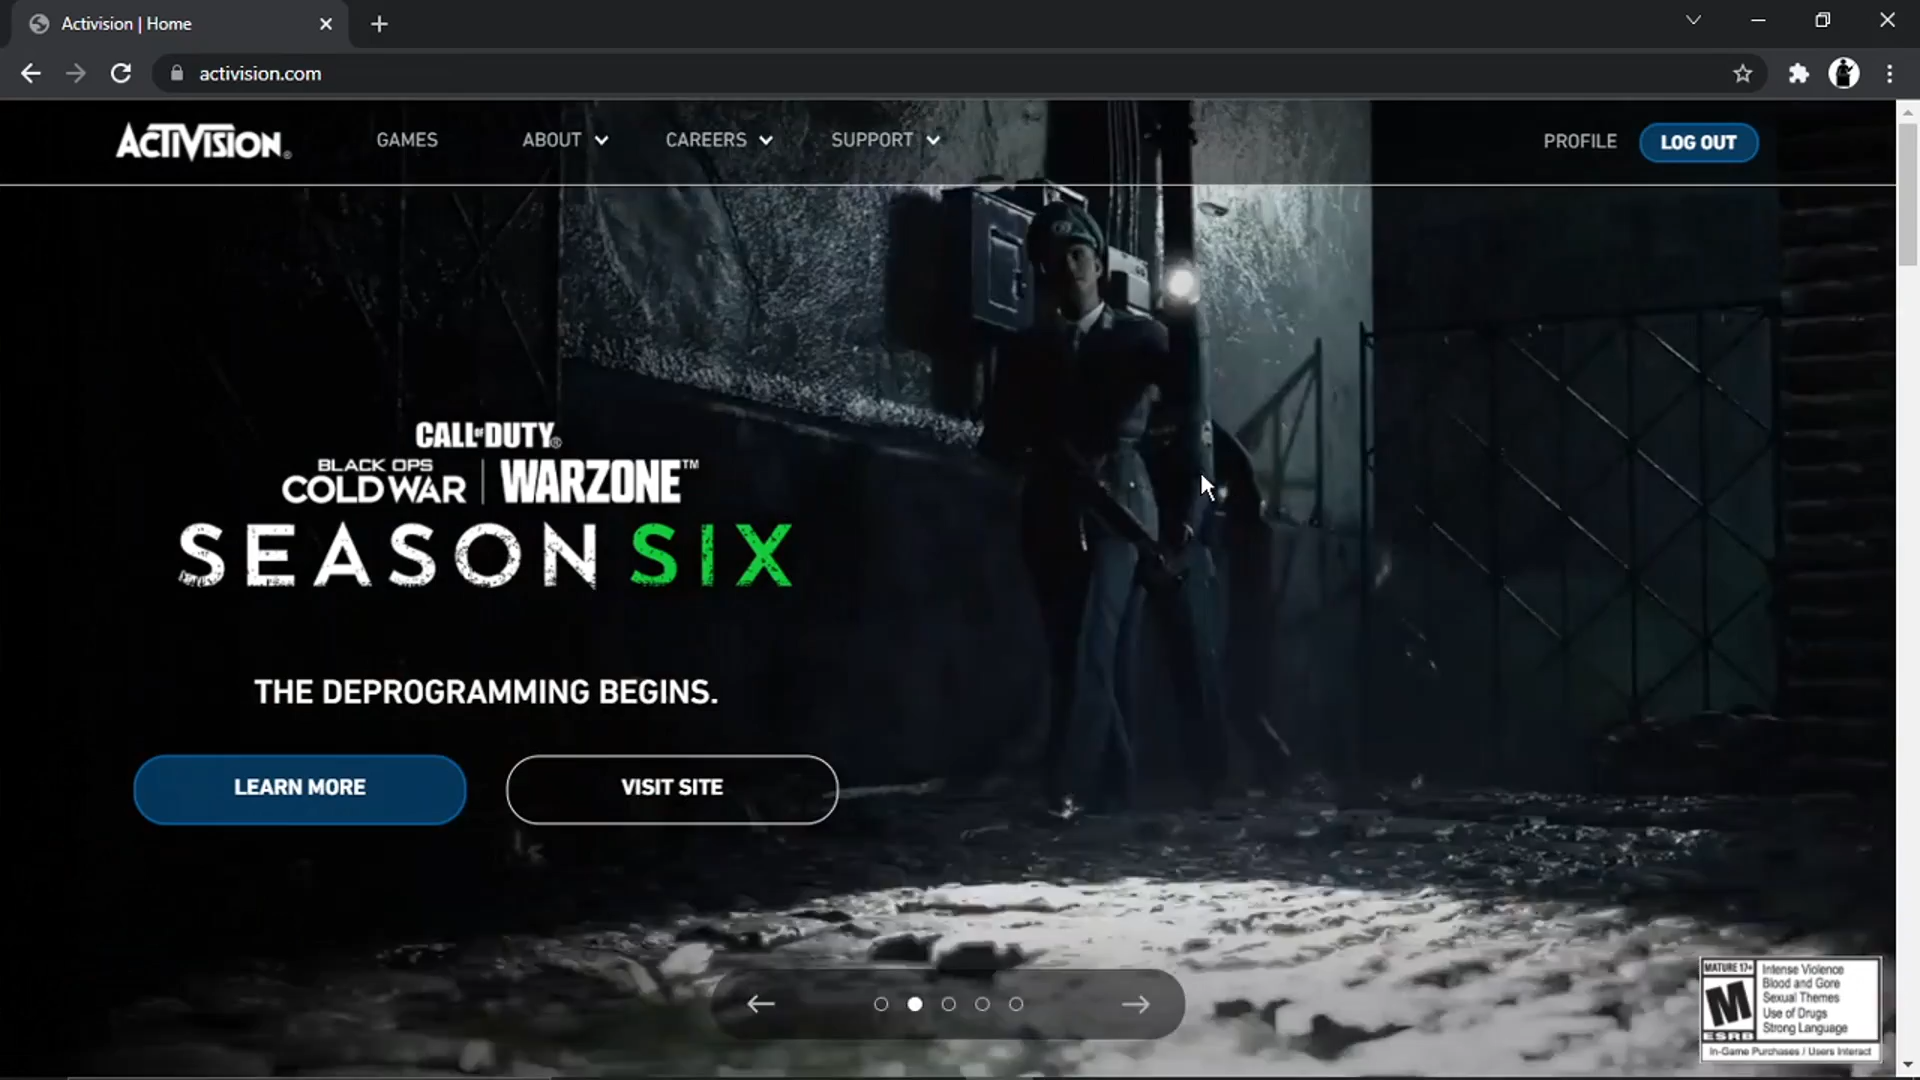 Activision | Home
activision.com
ACTIVISION®
GAMES
ABOUT
CAREERS
SUPPORT
PROFILE
LOG OUT
CALL OF DUTY®
BLACK OPS
COLD WAR
WARZONE™
SEASON SIX
THE DEPROGRAMMING BEGINS.
LEARN MORE
VISIT SITE
MATURE 17+
M
ESRB
Intense Violence
Blood and Gore
Sexual Themes
Use of Drugs
Strong Language
In-Game Purchases / Users Interact